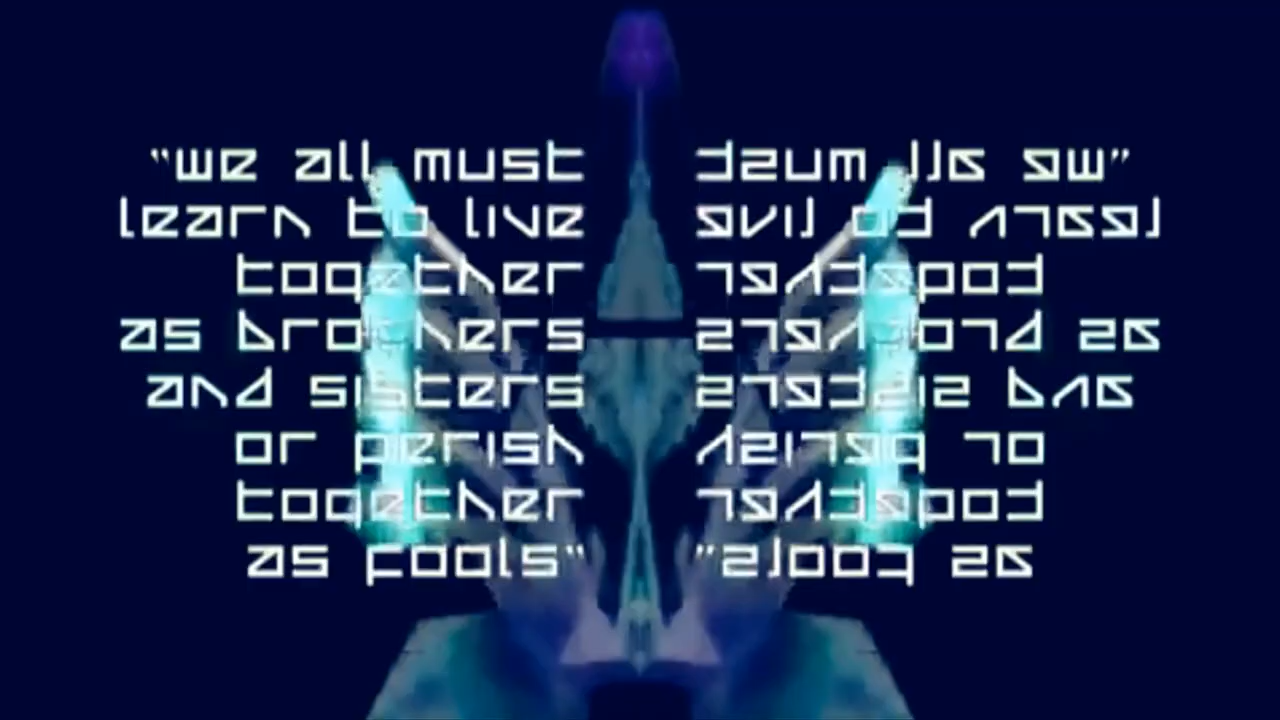 "we all must
learn to live
together
as brothers
and sisters
or perish
together
as fools"